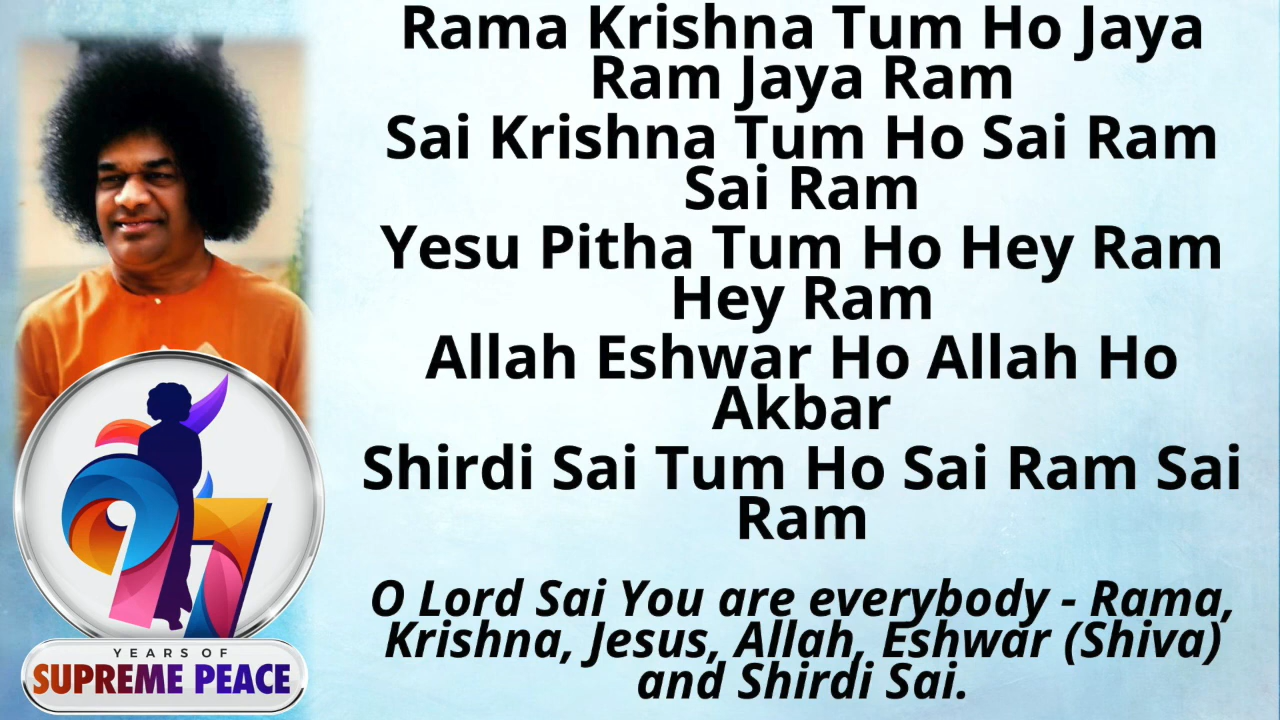 Rama Krishna Tum Ho Jaya
Ram Jaya Ram
Sai Krishna Tum Ho Sai Ram
Sai Ram
Yesu Pitha Tum Ho Hey Ram
Hey Ram
Allah Eshwar Ho Allah Ho
Akbar
Shirdi Sai Tum Ho Sai Ram Sai
Ram
O Lord Sai You are everybody - Rama,
Krishna, Jesus, Allah, Eshwar (Shiva)
and Shirdi Sai.
97
YEARS OF
SUPREME PEACE